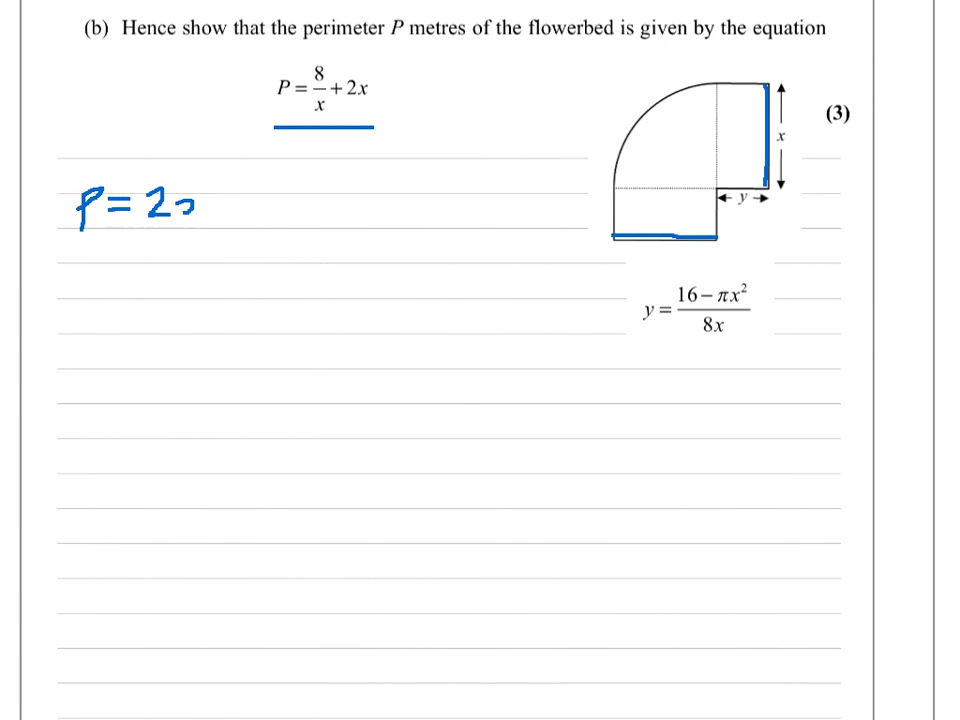 (b) Hence show that the perimeter P metres of the flowerbed is given by the equation
P = 8/x + 2x
(3)
x
y
P = 2x
y = 16 − πx² / 8x